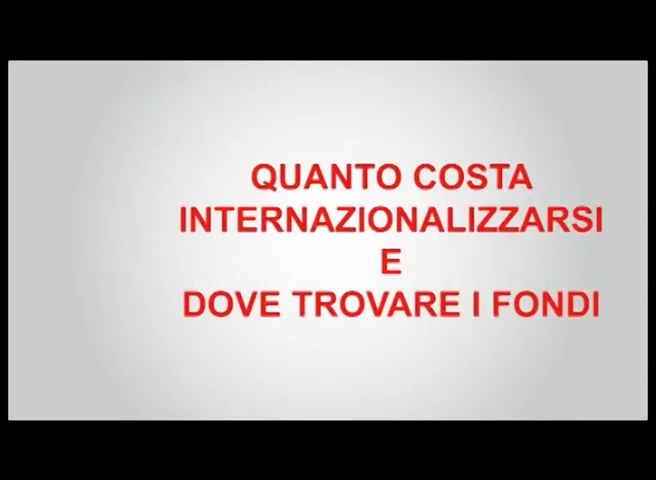 QUANTO COSTA
INTERNAZIONALIZZARSI
E
DOVE TROVARE I FONDI